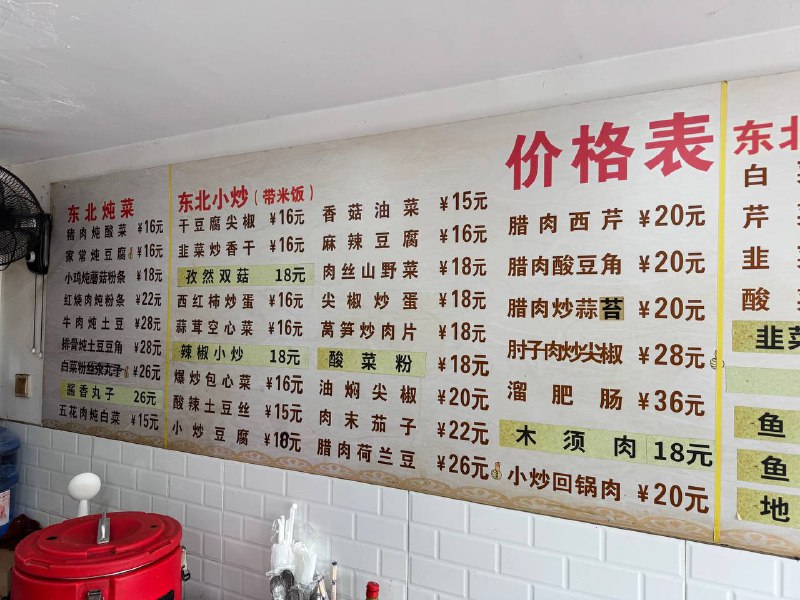 价格表
东北炖菜
猪肉炖酸菜 ¥16元
家常炖豆腐 ¥16元
小鸡炖蘑菇粉条 ¥18元
红烧肉炖粉条 ¥22元
牛肉炖土豆 ¥28元
排骨炖土豆豆角 ¥28元
白菜粉丝汆丸子 ¥26元
酱香丸子 26元
五花肉炖白菜 ¥15元
东北小炒（带米饭）
干豆腐尖椒 ¥16元
韭菜炒香干 ¥16元
孜然双菇 18元
西红柿炒蛋 ¥16元
蒜茸空心菜 ¥16元
辣椒小炒 18元
爆炒包心菜 ¥16元
酸辣土豆丝 ¥15元
小炒豆腐 ¥18元
香菇油菜 ¥15元
麻辣豆腐 ¥16元
肉丝山野菜 ¥18元
尖椒炒蛋 ¥18元
莴笋炒肉片 ¥18元
酸菜粉 ¥18元
油焖尖椒 ¥20元
肉末茄子 ¥22元
腊肉荷兰豆 ¥26元
腊肉西芹 ¥20元
腊肉酸豆角 ¥20元
腊肉炒蒜苔 ¥20元
肘子肉炒尖椒 ¥28元
溜肥肠 ¥36元
木须肉 18元
小炒回锅肉 ¥20元
东北
白
芹
韭
酸
韭菜
鱼
鱼
地